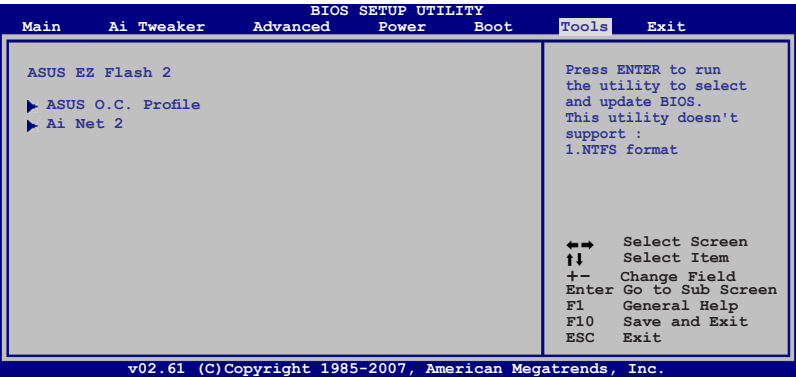 BIOS SETUP UTILITY
Main Ai Tweaker Advanced Power Boot Tools Exit
ASUS EZ Flash 2
ASUS O.C. Profile
Ai Net 2
Press ENTER to run
the utility to select
and update BIOS.
This utility doesn't
support :
1.NTFS format
Select Screen
Select Item
+- Change Field
Enter Go to Sub Screen
F1 General Help
F10 Save and Exit
ESC Exit
v02.61 (C)Copyright 1985-2007, American Megatrends, Inc.